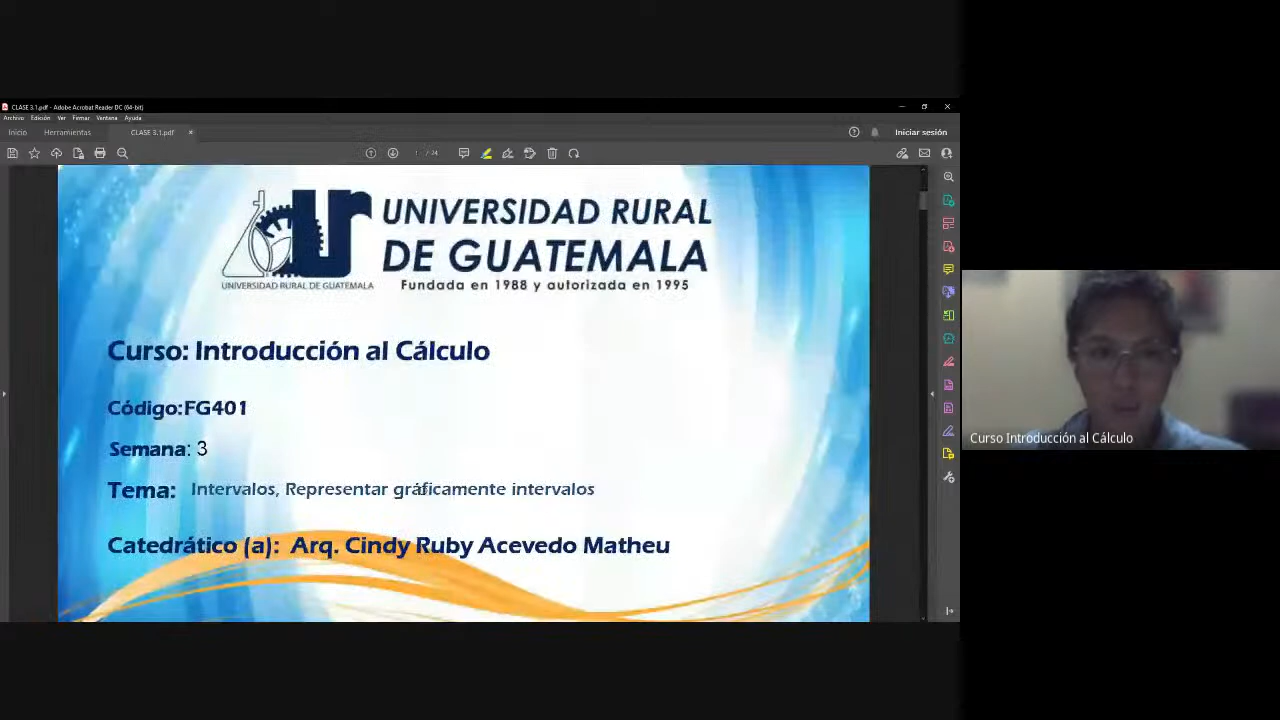 CLASE 3.1.pdf - Adobe Acrobat Reader DC (64-bit)
Archivo Edición Ver Firmar Ventana Ayuda
Inicio Herramientas CLASE 3.1.pdf × Iniciar sesión
1 / 24
UNIVERSIDAD RURAL
DE GUATEMALA
UNIVERSIDAD RURAL DE GUATEMALA
Fundada en 1988 y autorizada en 1995
Curso: Introducción al Cálculo
Código:FG401
Semana: 3
Tema: Intervalos, Representar gráficamente intervalos
Catedrático (a): Arq. Cindy Ruby Acevedo Matheu
Curso Introducción al Cálculo